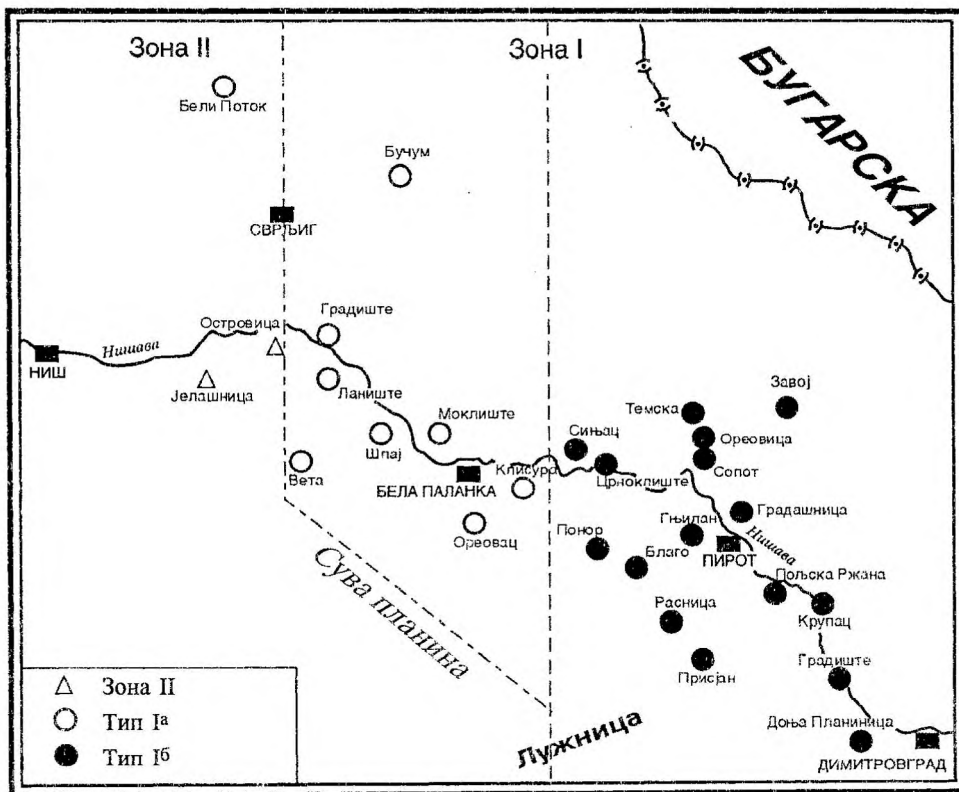 Зона II
Зона I
БУГАРСКА
Бели Поток
Бучум
СВРЉИГ
Градиште
Островица
НИШ
Нишава
Јелашница
Ланиште
Моклиште
Шпај
Вета
БЕЛА ПАЛАНКА
Клисура
Ореовац
Сињац
Црноклиште
Темска
Завој
Ореовица
Сопот
Градашница
Гњилан
Понор
Благо
ПИРОТ
Нишава
Пољска Ржана
Крупац
Расница
Присјан
Градиште
Доња Планиница
ДИМИТРОВГРАД
Сува планина
Лужница
Зона II
Тип Iа
Тип Iб